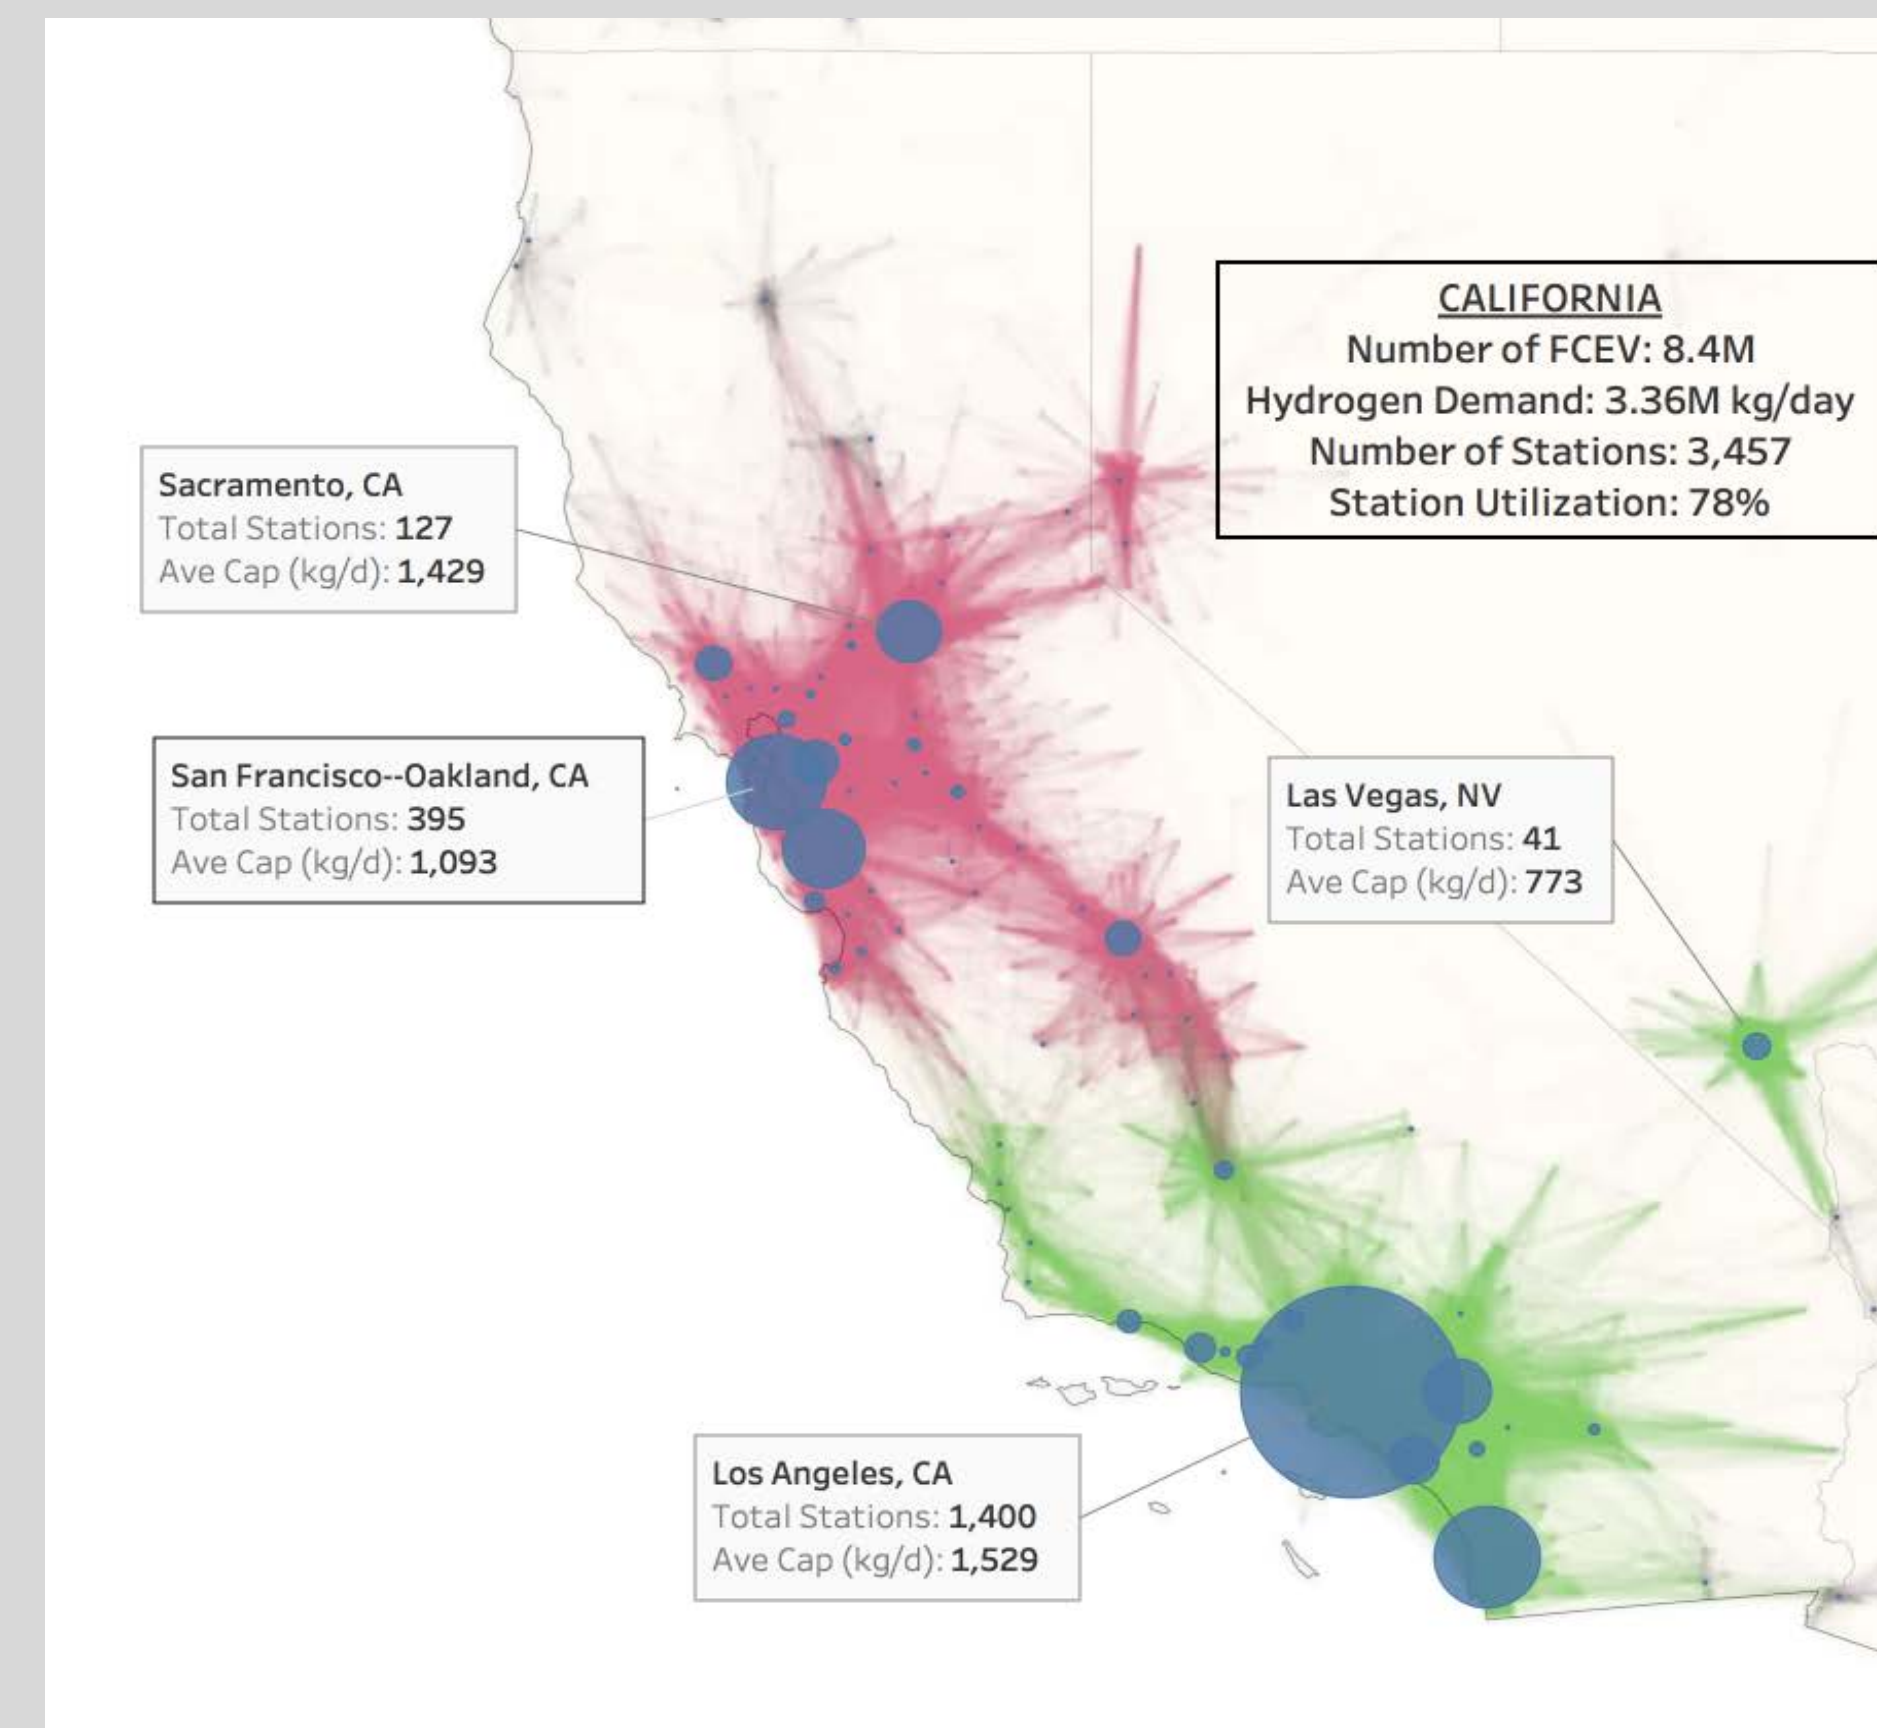 CALIFORNIA
Number of FCEV: 8.4M
Hydrogen Demand: 3.36M kg/day
Number of Stations: 3,457
Station Utilization: 78%
Sacramento, CA
Total Stations: 127
Ave Cap (kg/d): 1,429
San Francisco--Oakland, CA
Total Stations: 395
Ave Cap (kg/d): 1,093
Las Vegas, NV
Total Stations: 41
Ave Cap (kg/d): 773
Los Angeles, CA
Total Stations: 1,400
Ave Cap (kg/d): 1,529